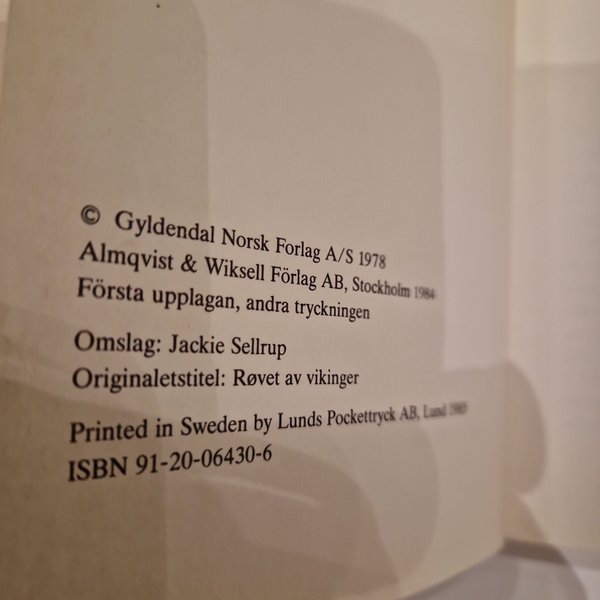 © Gyldendal Norsk Forlag A/S 1978
Almqvist & Wiksell Förlag AB, Stockholm 1984
Första upplagan, andra tryckningen
Omslag: Jackie Sellrup
Originaletstitel: Røvet av vikinger
Printed in Sweden by Lunds Pockettryck AB, Lund 1985
ISBN 91-20-06430-6